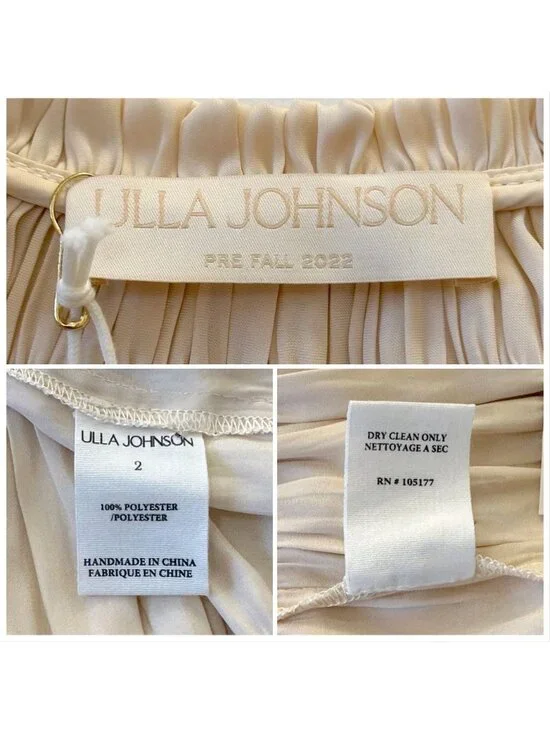 ULLA JOHNSON
PRE FALL 2022
ULLA JOHNSON
2
100% POLYESTER
/POLYESTER
HANDMADE IN CHINA
FABRIQUE EN CHINE
DRY CLEAN ONLY
NETTOYAGE A SEC
RN # 105177